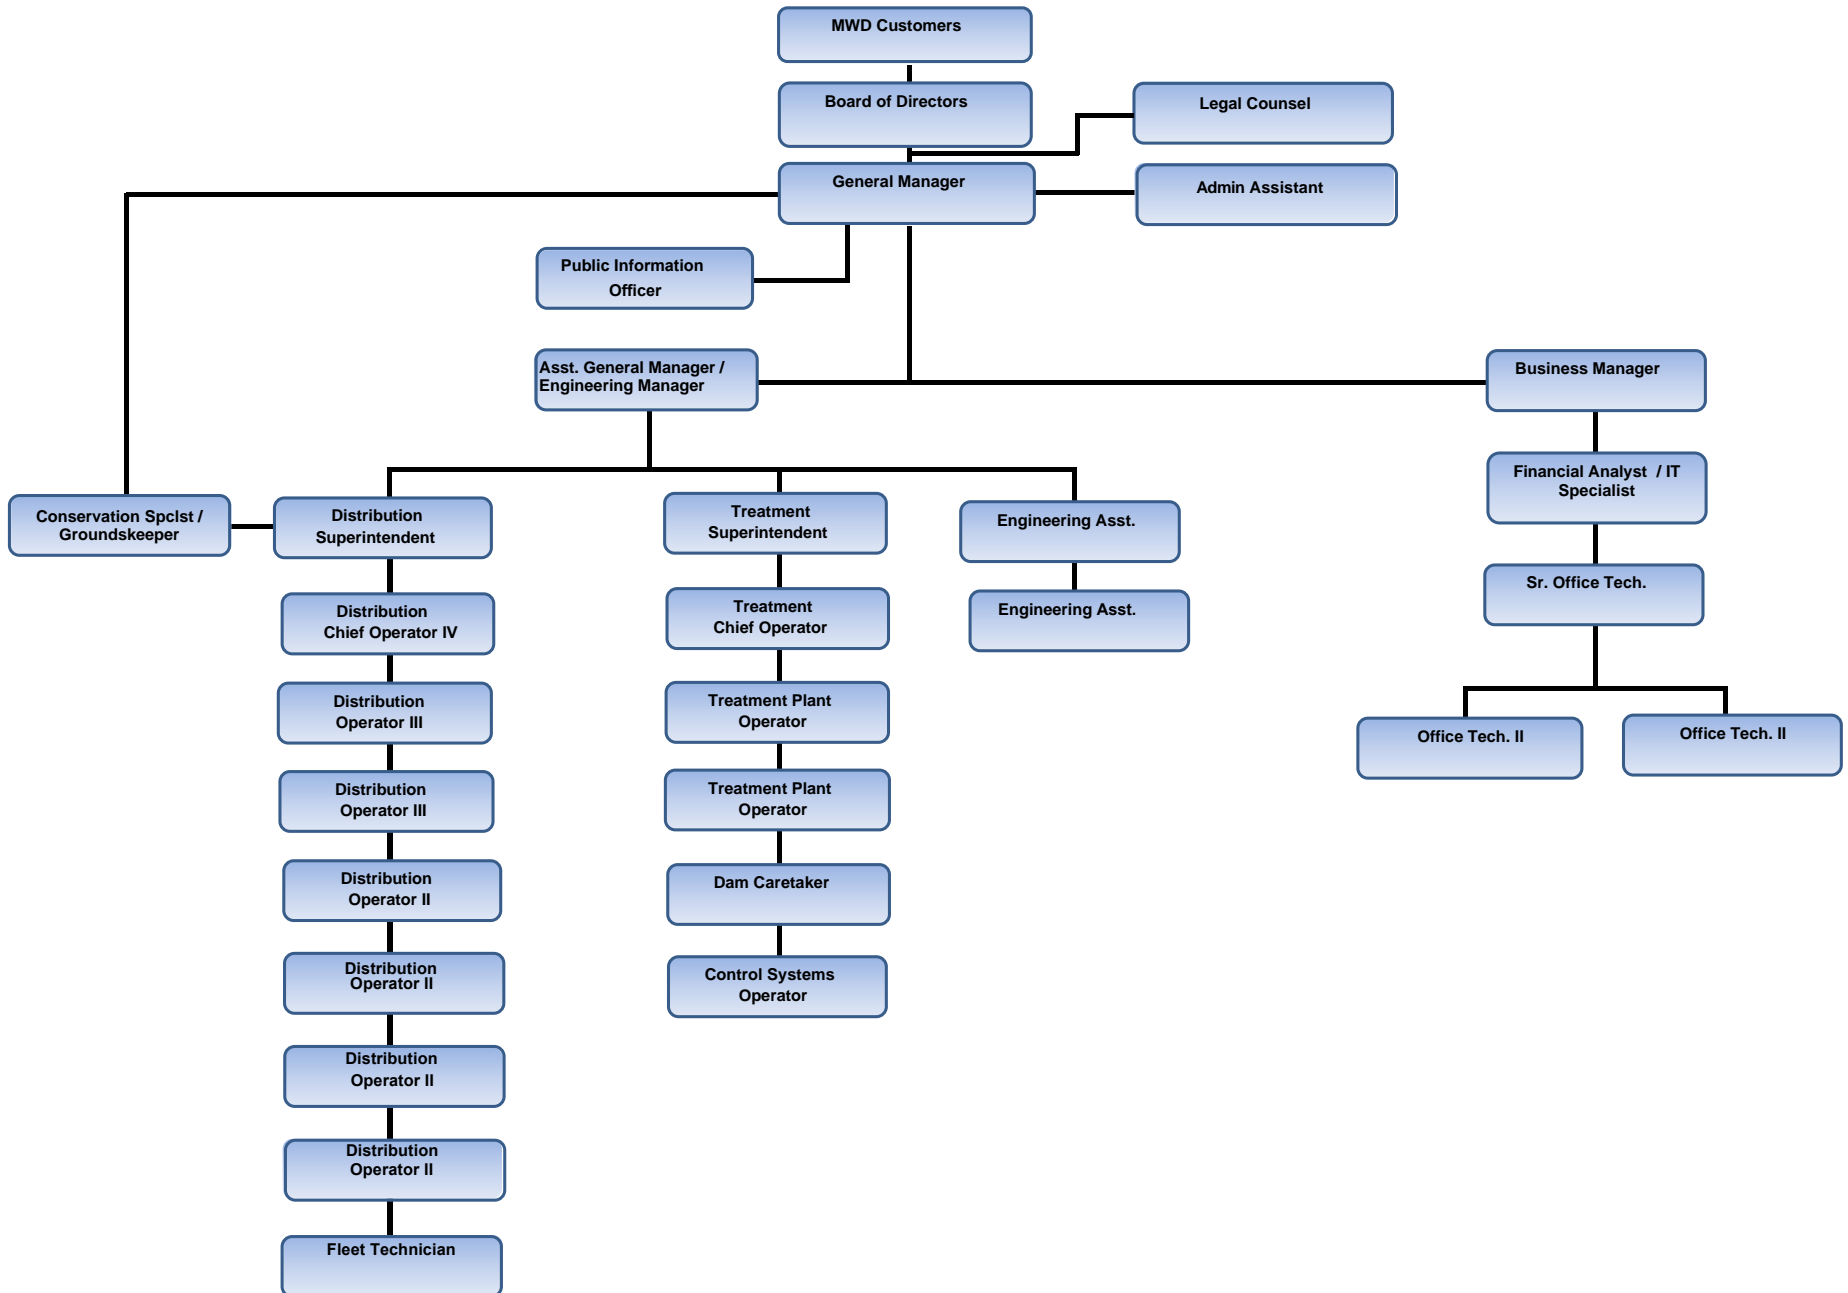 MWD Customers
Board of Directors
Legal Counsel
General Manager
Admin Assistant
Public Information
Officer
Asst. General Manager /
Engineering Manager
Business Manager
Financial Analyst / IT
Specialist
Conservation Spclst /
Groundskeeper
Distribution
Superintendent
Treatment
Superintendent
Engineering Asst.
Sr. Office Tech.
Distribution
Chief Operator IV
Treatment
Chief Operator
Engineering Asst.
Distribution
Operator III
Treatment Plant
Operator
Office Tech. II
Office Tech. II
Distribution
Operator III
Treatment Plant
Operator
Distribution
Operator II
Dam Caretaker
Distribution
Operator II
Control Systems
Operator
Distribution
Operator II
Distribution
Operator II
Fleet Technician